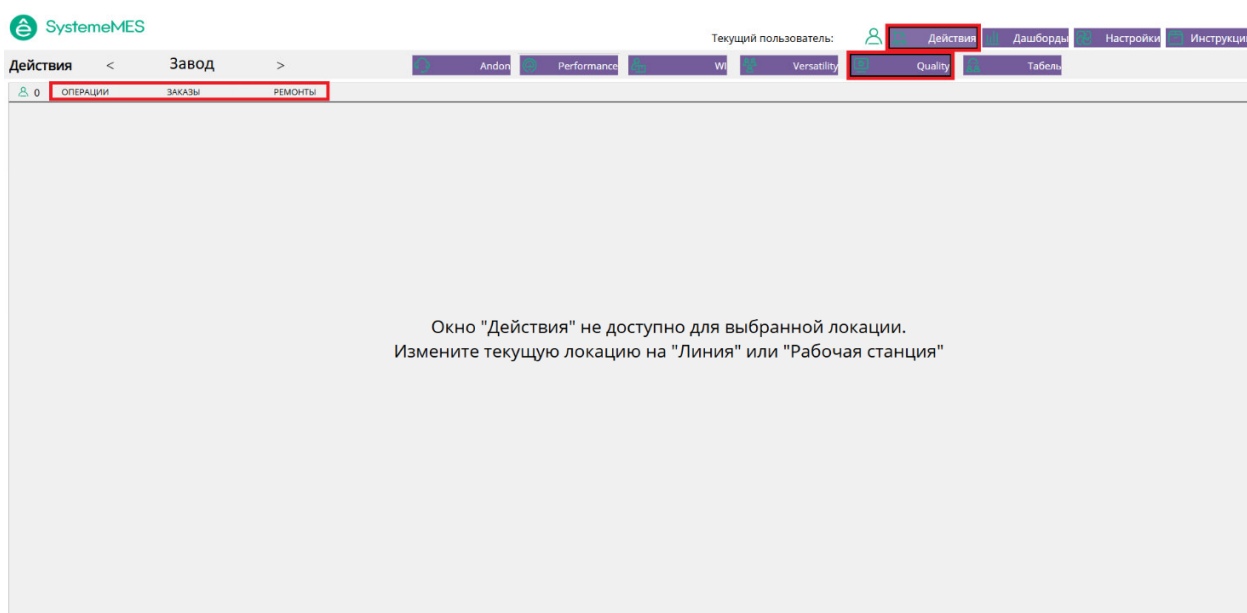 SystemeMES
Текущий пользователь: Действия Дашборды Настройки Инструкции
Действия < Завод > Andon Performance WI Versatility Quality Табель
0 ОПЕРАЦИИ ЗАКАЗЫ РЕМОНТЫ
Окно "Действия" не доступно для выбранной локации.
Измените текущую локацию на "Линия" или "Рабочая станция"